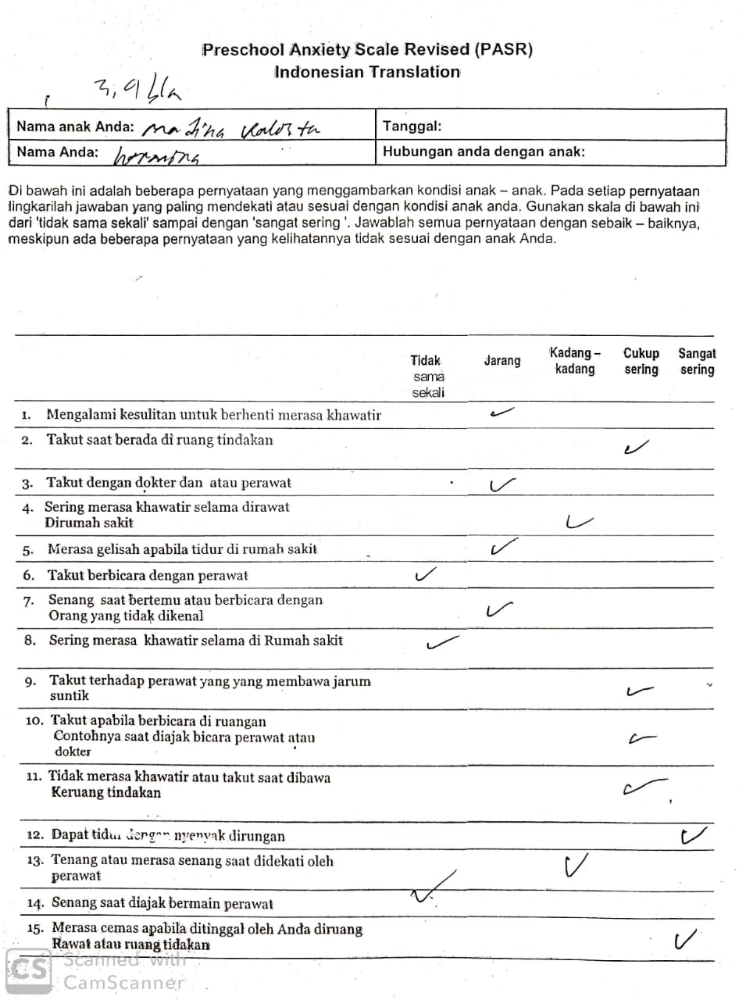 Preschool Anxiety Scale Revised (PASR)
Indonesian Translation
3,9 bln
Nama anak Anda:
Tanggal:
Nama Anda:
Hubungan anda dengan anak:
Di bawah ini adalah beberapa pernyataan yang menggambarkan kondisi anak – anak. Pada setiap pernyataan
lingkarilah jawaban yang paling mendekati atau sesuai dengan kondisi anak anda. Gunakan skala di bawah ini
dari 'tidak sama sekali' sampai dengan 'sangat sering '. Jawablah semua pernyataan dengan sebaik – baiknya,
meskipun ada beberapa pernyataan yang kelihatannya tidak sesuai dengan anak Anda.
Tidak sama sekali
Jarang
Kadang – kadang
Cukup sering
Sangat sering
1. Mengalami kesulitan untuk berhenti merasa khawatir ✓
2. Takut saat berada di ruang tindakan ✓
3. Takut dengan dokter dan atau perawat ✓
4. Sering merasa khawatir selama dirawat
Dirumah sakit ✓
5. Merasa gelisah apabila tidur di rumah sakit ✓
6. Takut berbicara dengan perawat ✓
7. Senang saat bertemu atau berbicara dengan
Orang yang tidak dikenal ✓
8. Sering merasa khawatir selama di Rumah sakit ✓
9. Takut terhadap perawat yang yang membawa jarum
suntik ✓
10. Takut apabila berbicara di ruangan
Contohnya saat diajak bicara perawat atau ✓
dokter
11. Tidak merasa khawatir atau takut saat dibawa
Keruang tindakan ✓
12. Dapat tidur dengan nyenyak dirungan ✓
13. Tenang atau merasa senang saat didekati oleh
perawat ✓
14. Senang saat diajak bermain perawat ✓
15. Merasa cemas apabila ditinggal oleh Anda diruang
Rawat atau ruang tidakan ✓
CS Scanned with
CamScanner